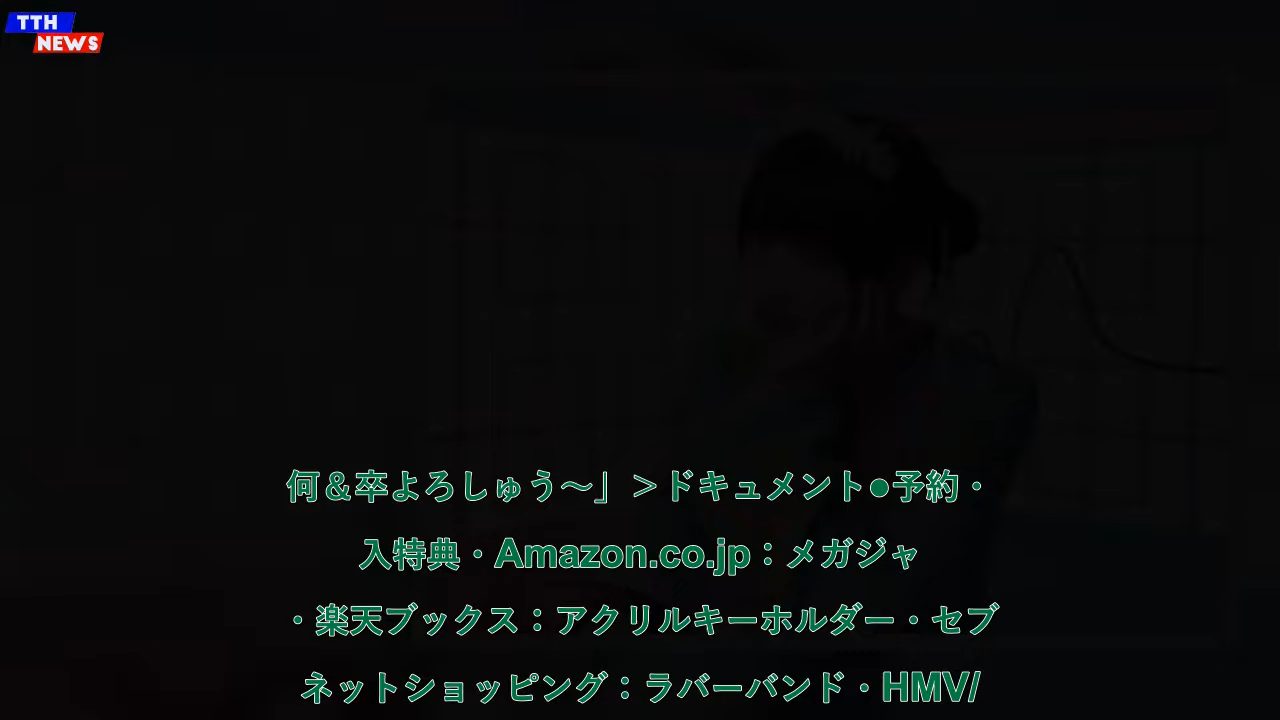 TTH
NEWS
何&卒よろしゅう〜」>ドキュメント●予約・
入特典・Amazon.co.jp：メガジャ
・楽天ブックス：アクリルキーホルダー・セブ
ネットショッピング：ラバーバンド・HMV/